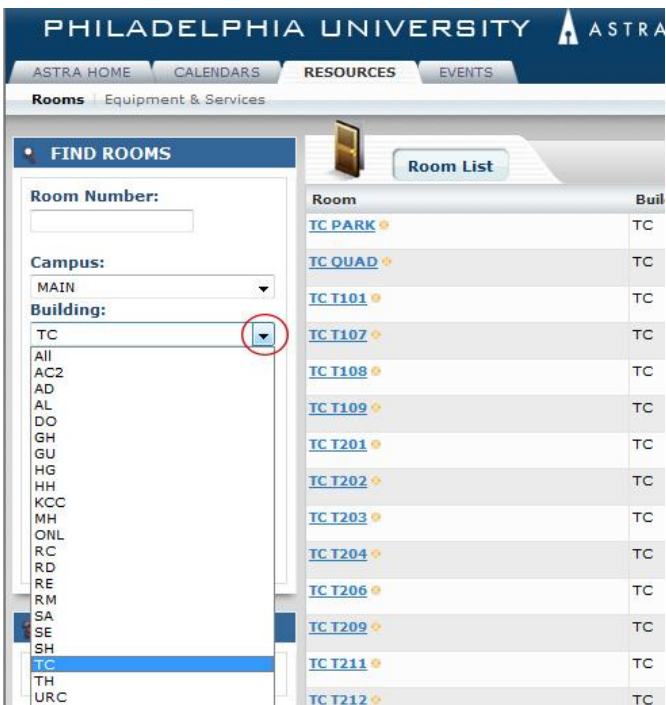 PHILADELPHIA UNIVERSITY ASTRA
ASTRA HOME CALENDARS RESOURCES EVENTS
Rooms Equipment & Services
FIND ROOMS
Room Number:
Campus:
MAIN
Building:
TC
All
AC2
AD
AL
DO
GH
GU
HG
HH
KCC
MH
ONL
RC
RD
RE
RM
SA
SE
SH
TC
TH
URC
Room List
Room Buil
TC PARK TC
TC QUAD TC
TC T101 TC
TC T107 TC
TC T108 TC
TC T109 TC
TC T201 TC
TC T202 TC
TC T203 TC
TC T204 TC
TC T206 TC
TC T209 TC
TC T211 TC
TC T212 TC